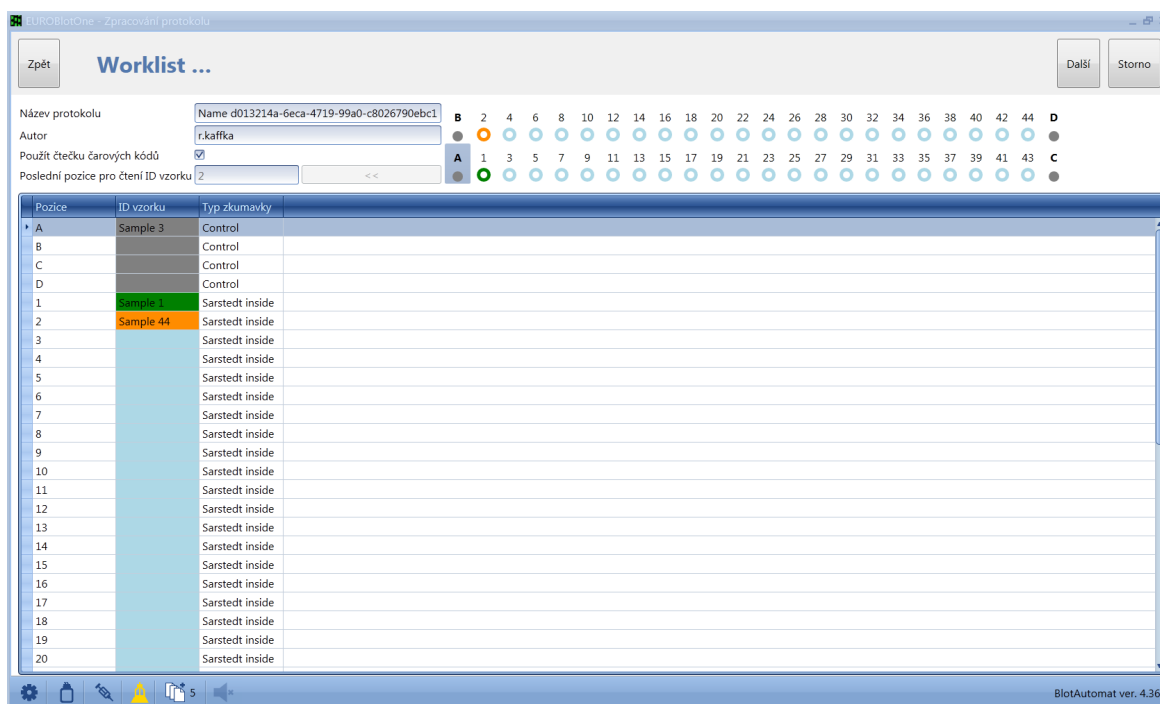 EUROBlotOne - Zpracování protokolu
Zpět
Worklist ...
Další
Storno
Název protokolu
Name d013214a-6eca-4719-99a0-c8026790ebc1
Autor
r.kaffka
Použít čtečku čarových kódů
Poslední pozice pro čtení ID vzorku
2
<<
B 2 4 6 8 10 12 14 16 18 20 22 24 26 28 30 32 34 36 38 40 42 44 D
A 1 3 5 7 9 11 13 15 17 19 21 23 25 27 29 31 33 35 37 39 41 43 C
Pozice ID vzorku Typ zkumavky
A Sample 3 Control
B Control
C Control
D Control
1 Sample 1 Sarstedt inside
2 Sample 44 Sarstedt inside
3 Sarstedt inside
4 Sarstedt inside
5 Sarstedt inside
6 Sarstedt inside
7 Sarstedt inside
8 Sarstedt inside
9 Sarstedt inside
10 Sarstedt inside
11 Sarstedt inside
12 Sarstedt inside
13 Sarstedt inside
14 Sarstedt inside
15 Sarstedt inside
16 Sarstedt inside
17 Sarstedt inside
18 Sarstedt inside
19 Sarstedt inside
20 Sarstedt inside
5
BlotAutomat ver. 4.36